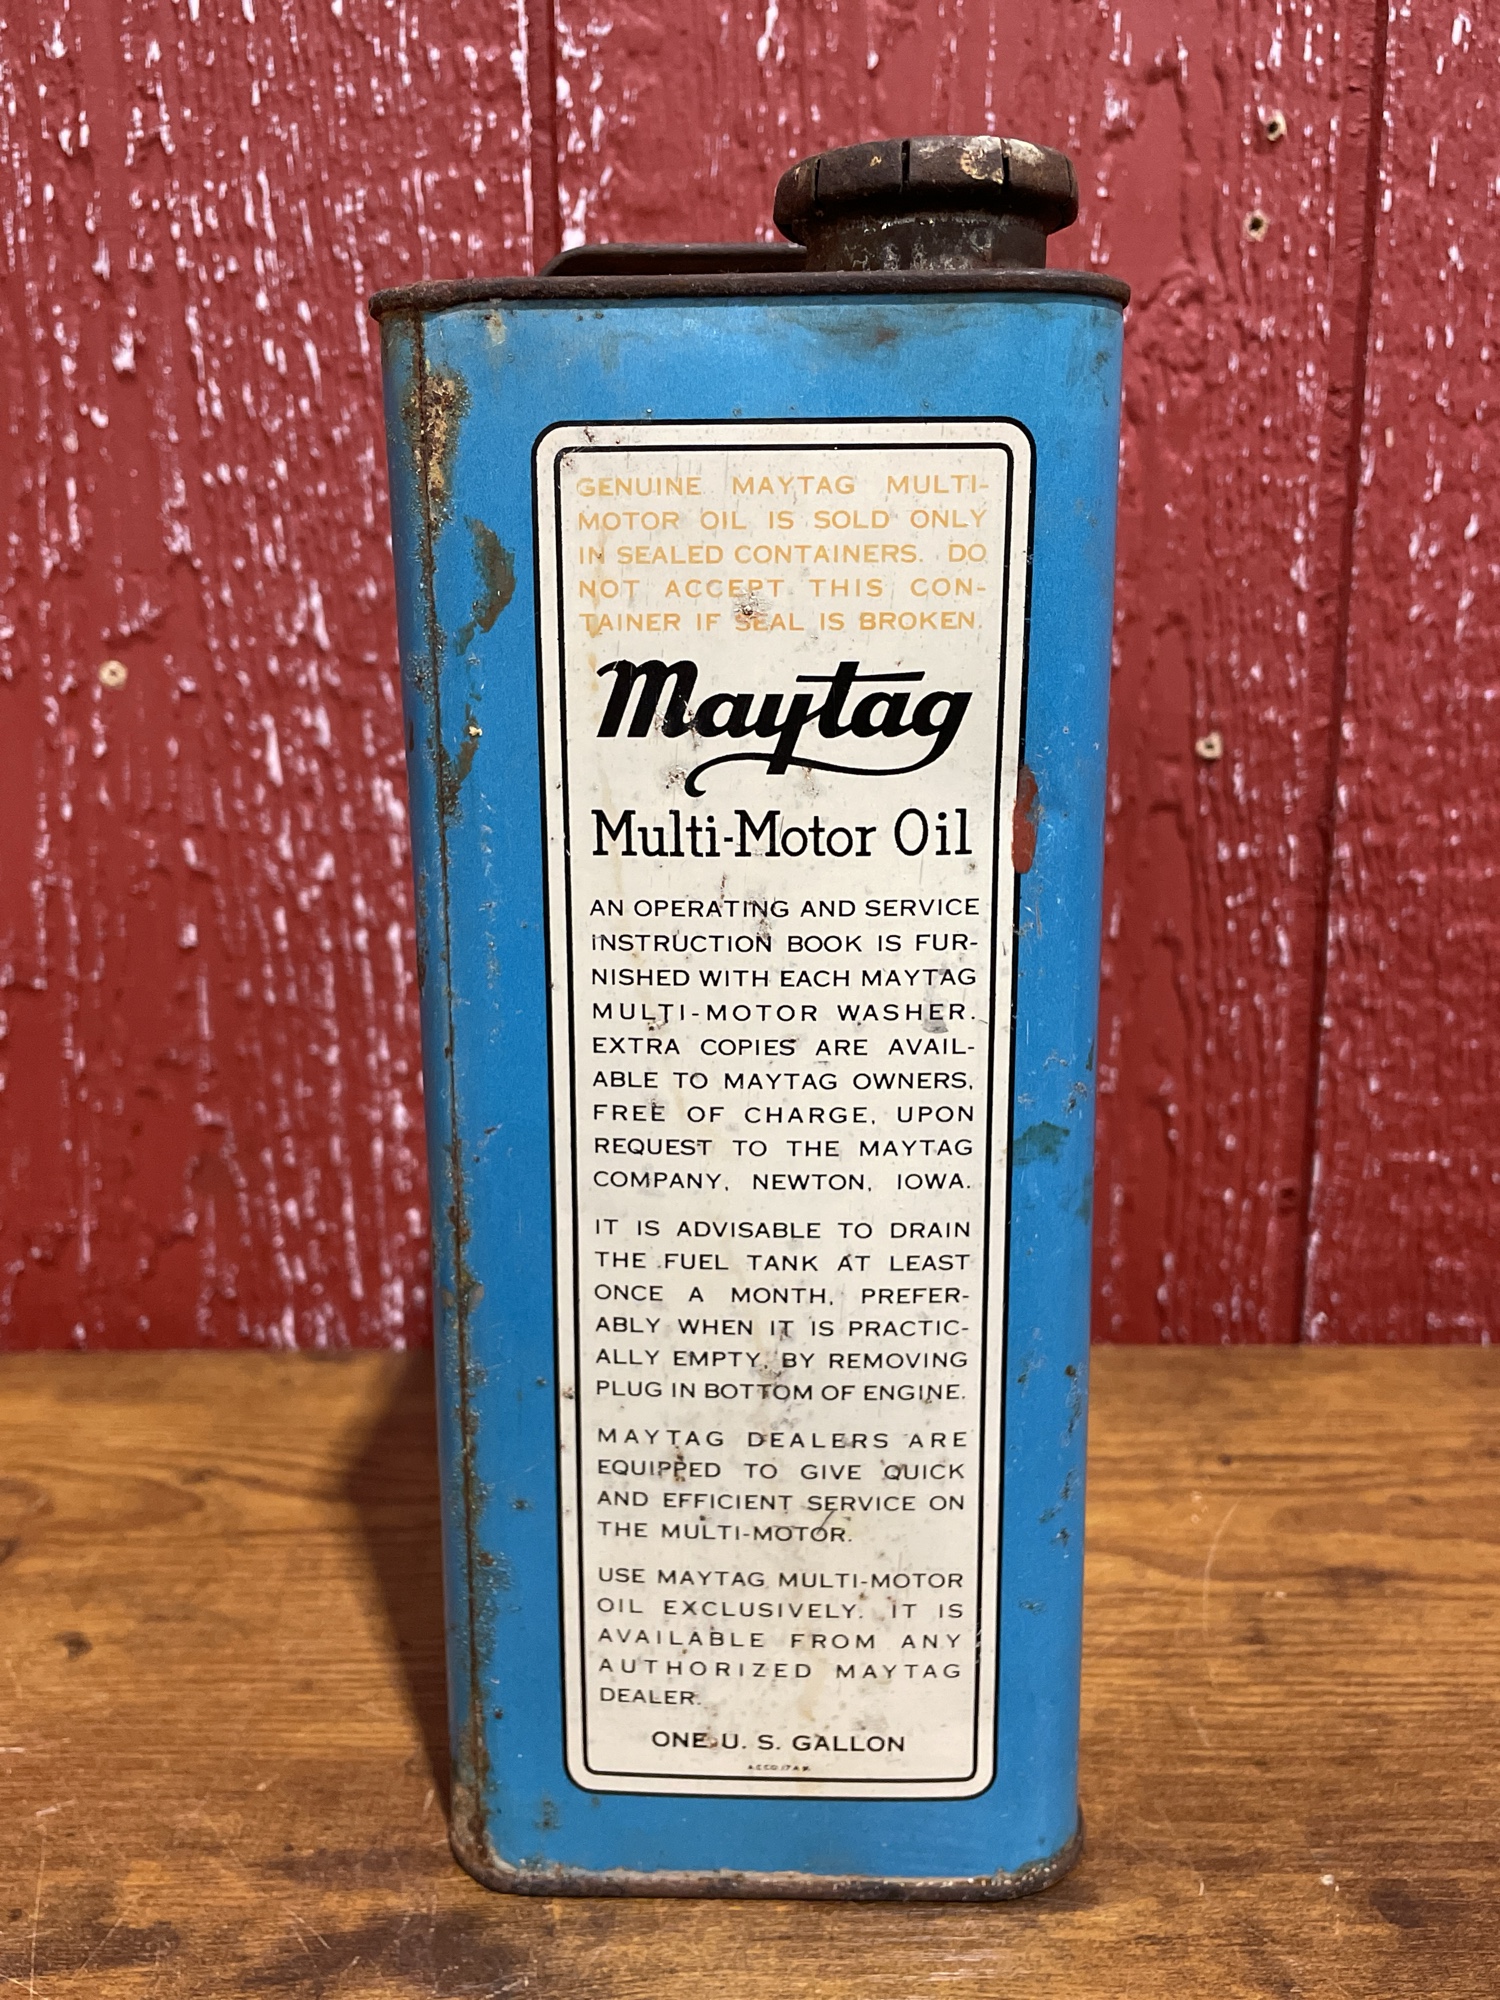 GENUINE MAYTAG MULTI-
MOTOR OIL IS SOLD ONLY
IN SEALED CONTAINERS. DO
NOT ACCEPT THIS CON-
TAINER IF SEAL IS BROKEN.
Maytag
Multi-Motor Oil
AN OPERATING AND SERVICE
INSTRUCTION BOOK IS FUR-
NISHED WITH EACH MAYTAG
MULTI-MOTOR WASHER.
EXTRA COPIES ARE AVAIL-
ABLE TO MAYTAG OWNERS,
FREE OF CHARGE, UPON
REQUEST TO THE MAYTAG
COMPANY, NEWTON, IOWA.
IT IS ADVISABLE TO DRAIN
THE FUEL TANK AT LEAST
ONCE A MONTH, PREFER-
ABLY WHEN IT IS PRACTIC-
ALLY EMPTY, BY REMOVING
PLUG IN BOTTOM OF ENGINE.
MAYTAG DEALERS ARE
EQUIPPED TO GIVE QUICK
AND EFFICIENT SERVICE ON
THE MULTI-MOTOR.
USE MAYTAG MULTI-MOTOR
OIL EXCLUSIVELY. IT IS
AVAILABLE FROM ANY
AUTHORIZED MAYTAG
DEALER.
ONE U. S. GALLON